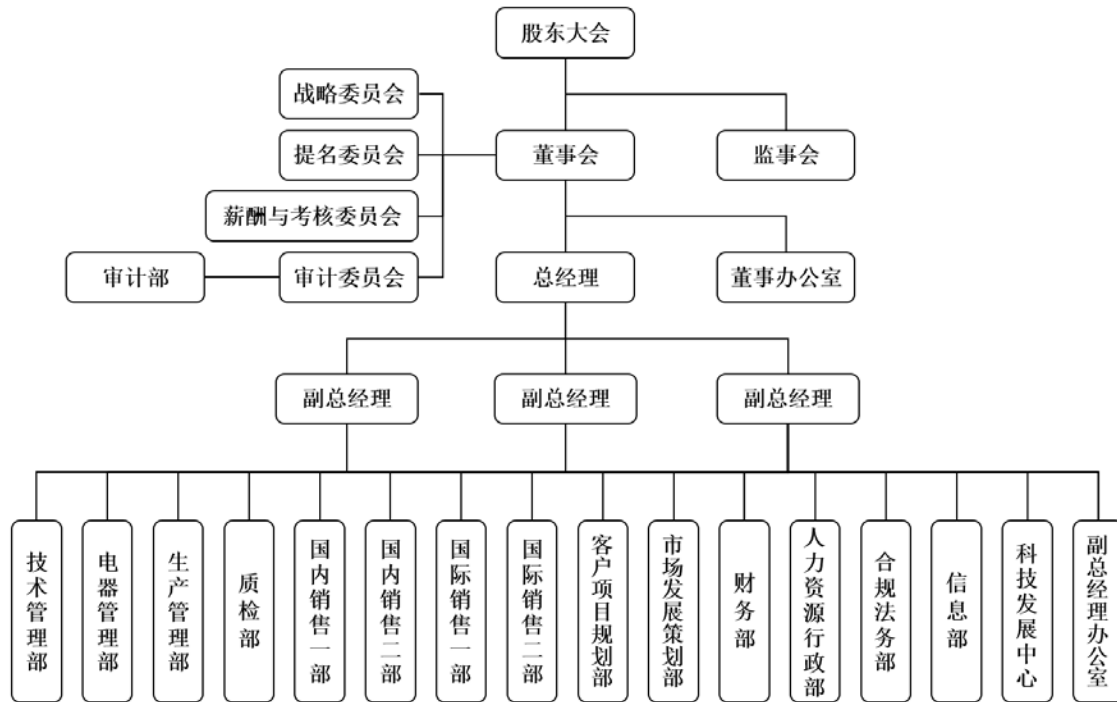 股东大会
战略委员会
提名委员会
董事会
监事会
薪酬与考核委员会
审计部
审计委员会
总经理
董事办公室
副总经理
副总经理
副总经理
技术管理部
电器管理部
生产管理部
质检部
国内销售一部
国内销售二部
国际销售一部
国际销售二部
客户项目规划部
市场发展策划部
财务部
人力资源行政部
合规法务部
信息部
科技发展中心
副总经理办公室